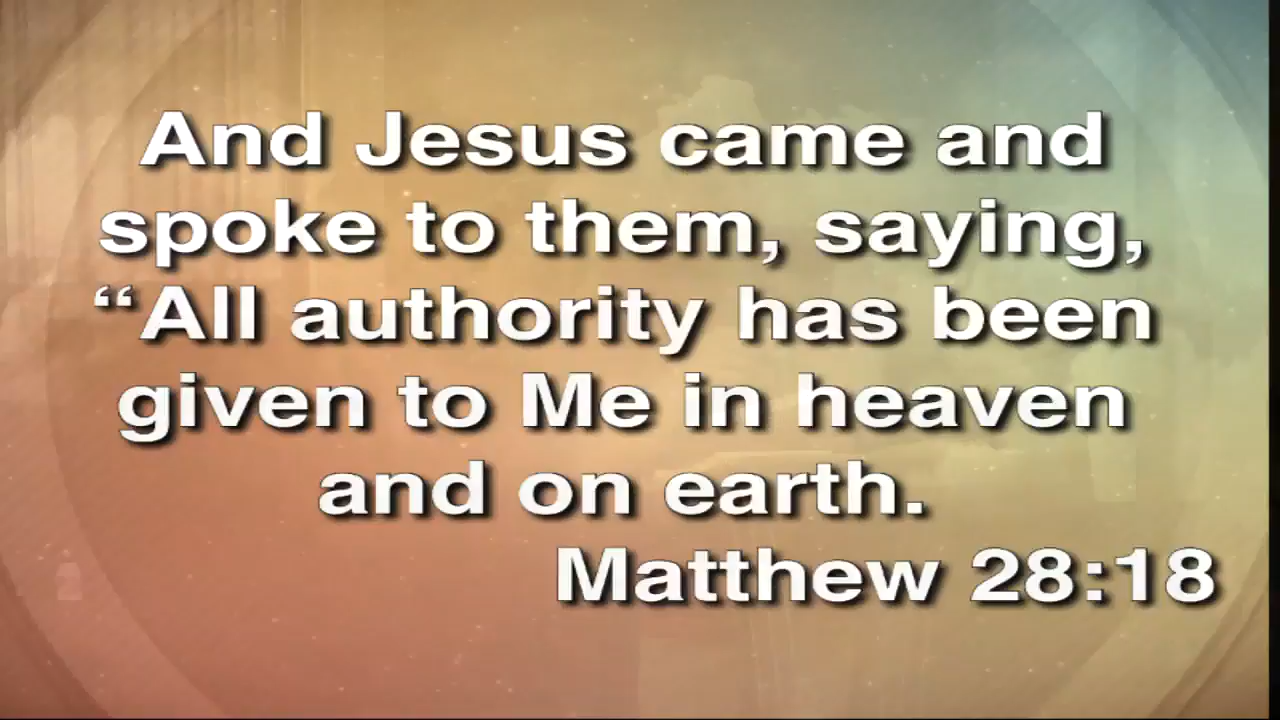 And Jesus came and
spoke to them, saying,
“All authority has been
given to Me in heaven
and on earth.
Matthew 28:18